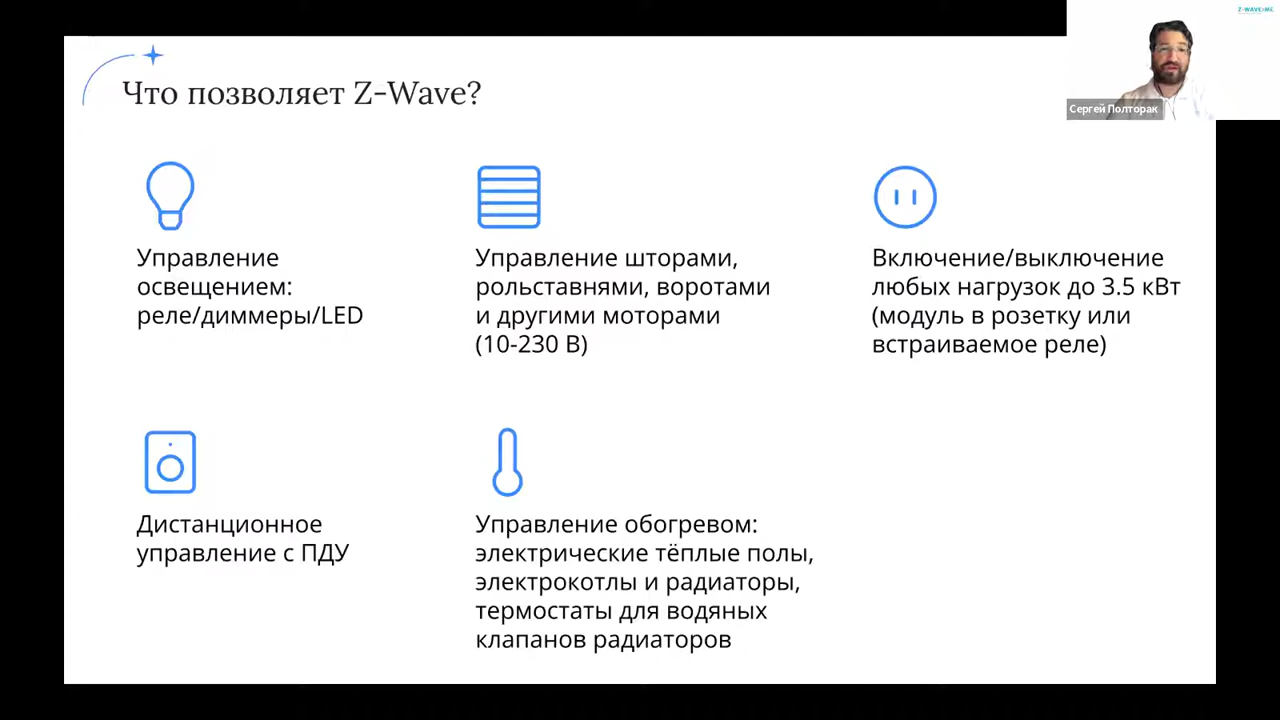 Z-WAVE>ME
Сергей Полторак
Что позволяет Z-Wave?
Управление
освещением:
реле/диммеры/LED
Управление шторами,
рольставнями, воротами
и другими моторами
(10-230 В)
Включение/выключение
любых нагрузок до 3.5 кВт
(модуль в розетку или
встраиваемое реле)
Дистанционное
управление с ПДУ
Управление обогревом:
электрические тёплые полы,
электрокотлы и радиаторы,
термостаты для водяных
клапанов радиаторов